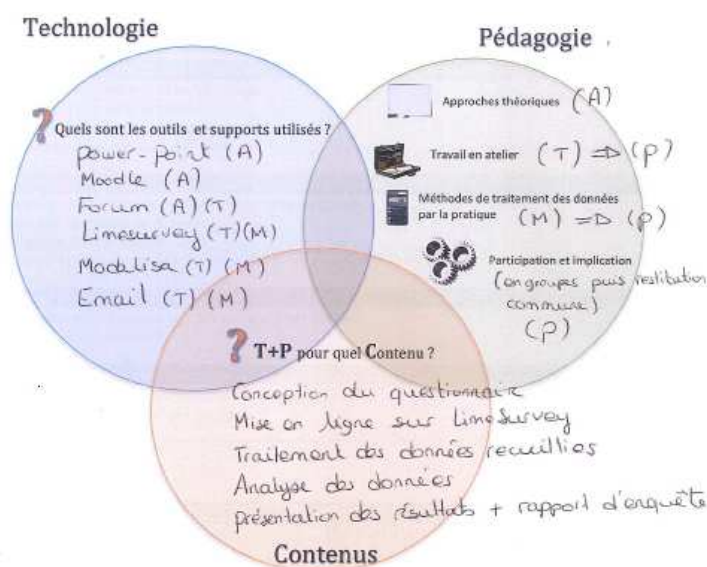 Technologie
Pédagogie
? Quels sont les outils et supports utilisés ?
power-point (A)
Moodle (A)
Forum (A) (T)
Limesurvey (T) (M)
Modalisa (T) (M)
Email (T) (M)
Approches théoriques (A)
Travail en atelier (T) => (P)
Méthodes de traitement des données
par la pratique (M) => (P)
Participation et implication
(en groupes puis restitution
commune)
(P)
? T+P pour quel Contenu ?
Conception du questionnaire
Mise en ligne sur LimeSurvey
Traitement des données recueillies
Analyse des données
présentation des résultats + rapport d'enquête
Contenus